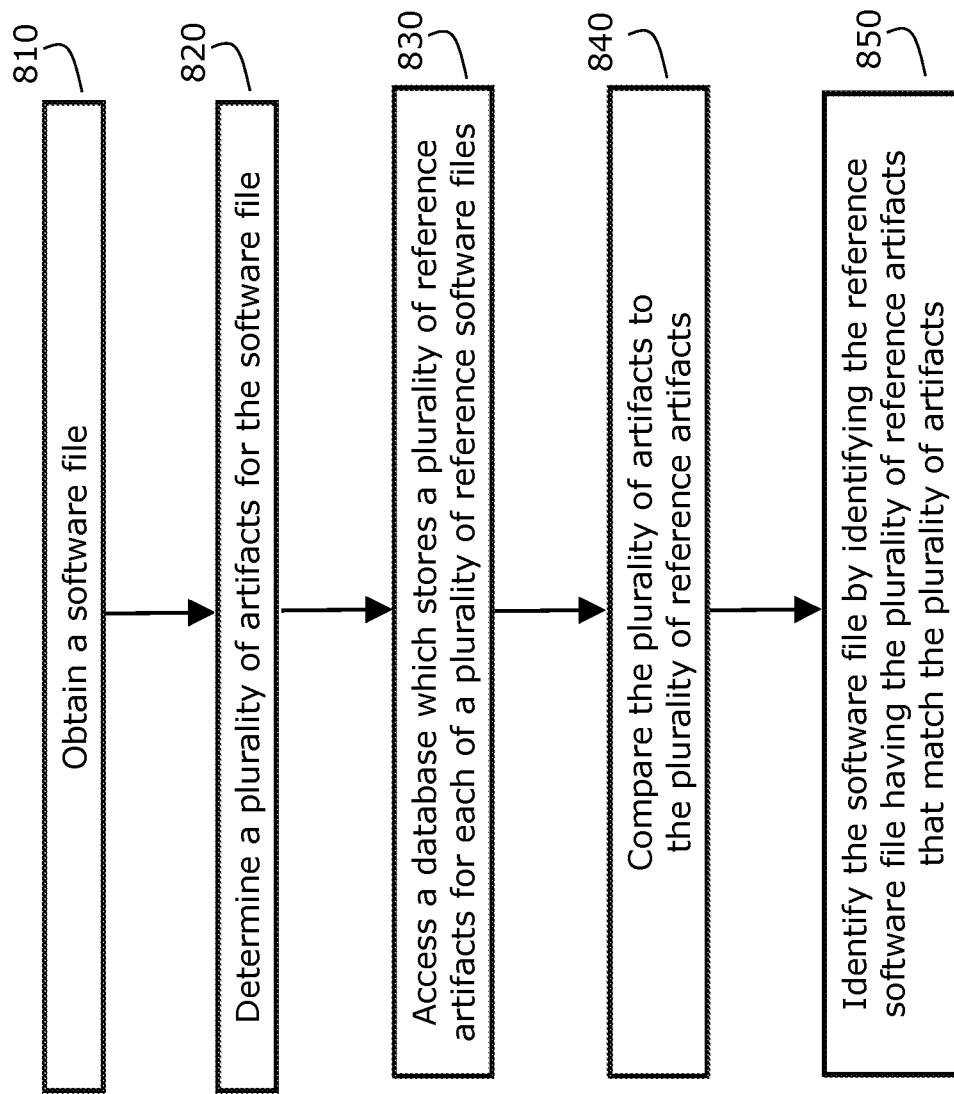 810
Obtain a software file
820
Determine a plurality of artifacts for the software file
830
Access a database which stores a plurality of reference
artifacts for each of a plurality of reference software files
840
Compare the plurality of artifacts to
the plurality of reference artifacts
850
Identify the software file by identifying the reference
software file having the plurality of reference artifacts
that match the plurality of artifacts